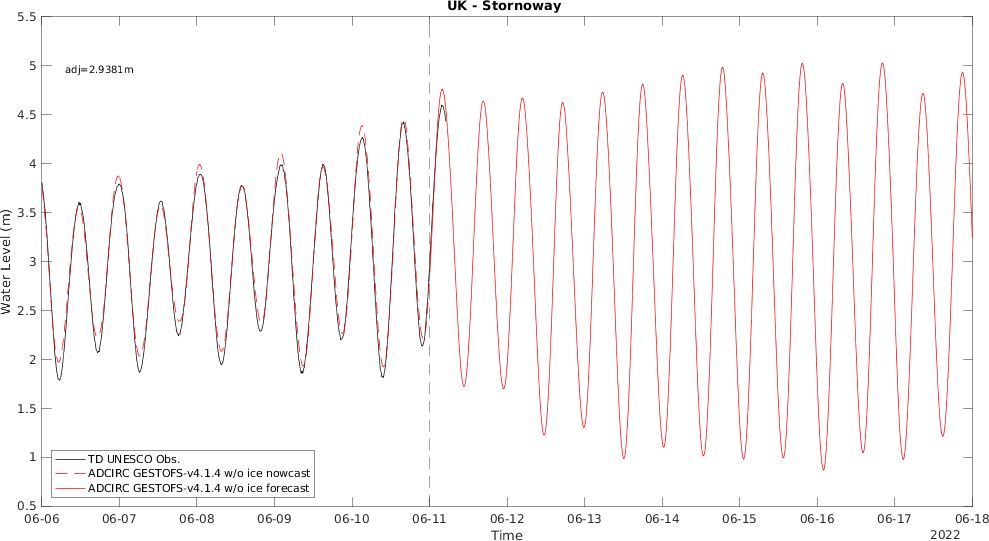 UK - Stornoway
5.5
5
4.5
4
3.5
3
2.5
2
1.5
1
0.5
Water Level (m)
adj=2.9381m
TD UNESCO Obs.
ADCIRC GESTOFS-v4.1.4 w/o ice nowcast
ADCIRC GESTOFS-v4.1.4 w/o ice forecast
06-06 06-07 06-08 06-09 06-10 06-11 06-12 06-13 06-14 06-15 06-16 06-17 06-18
Time
2022